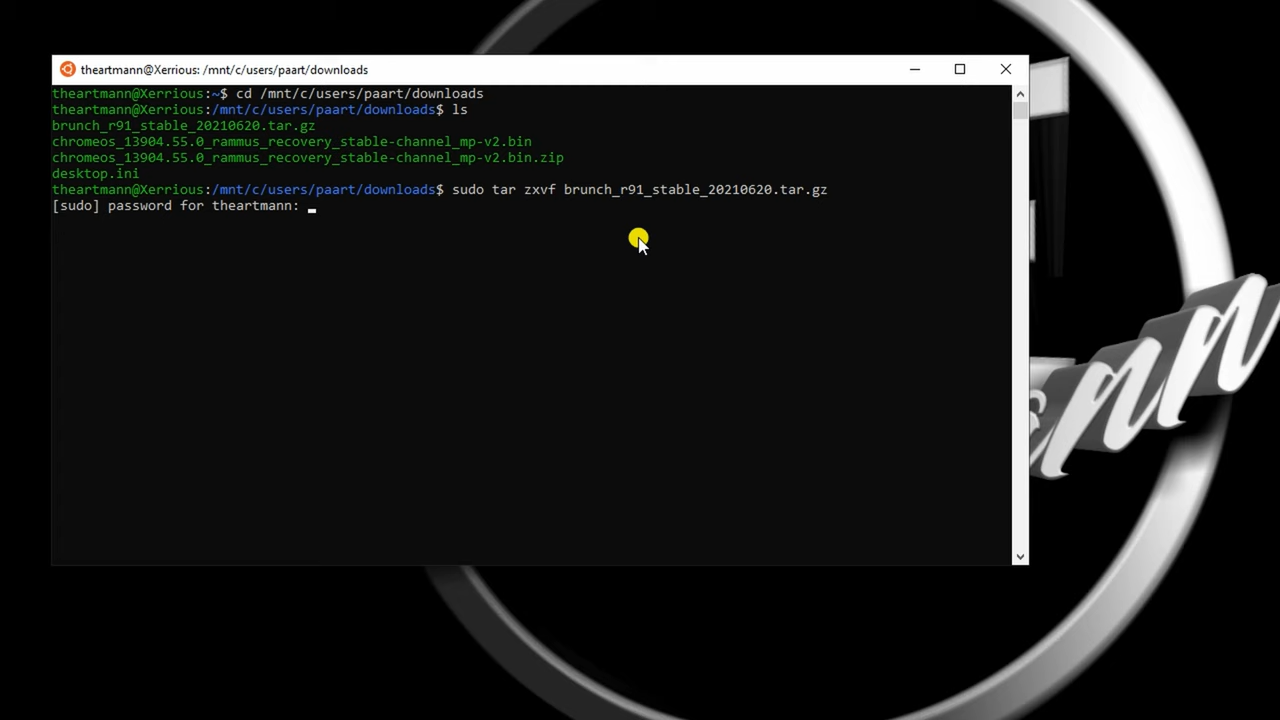 theartmann@Xerrious: /mnt/c/users/paart/downloads
theartmann@Xerrious:~$ cd /mnt/c/users/paart/downloads
theartmann@Xerrious:/mnt/c/users/paart/downloads$ ls
brunch_r91_stable_20210620.tar.gz
chromeos_13904.55.0_rammus_recovery_stable-channel_mp-v2.bin
chromeos_13904.55.0_rammus_recovery_stable-channel_mp-v2.bin.zip
desktop.ini
theartmann@Xerrious:/mnt/c/users/paart/downloads$ sudo tar zxvf brunch_r91_stable_20210620.tar.gz
[sudo] password for theartmann: